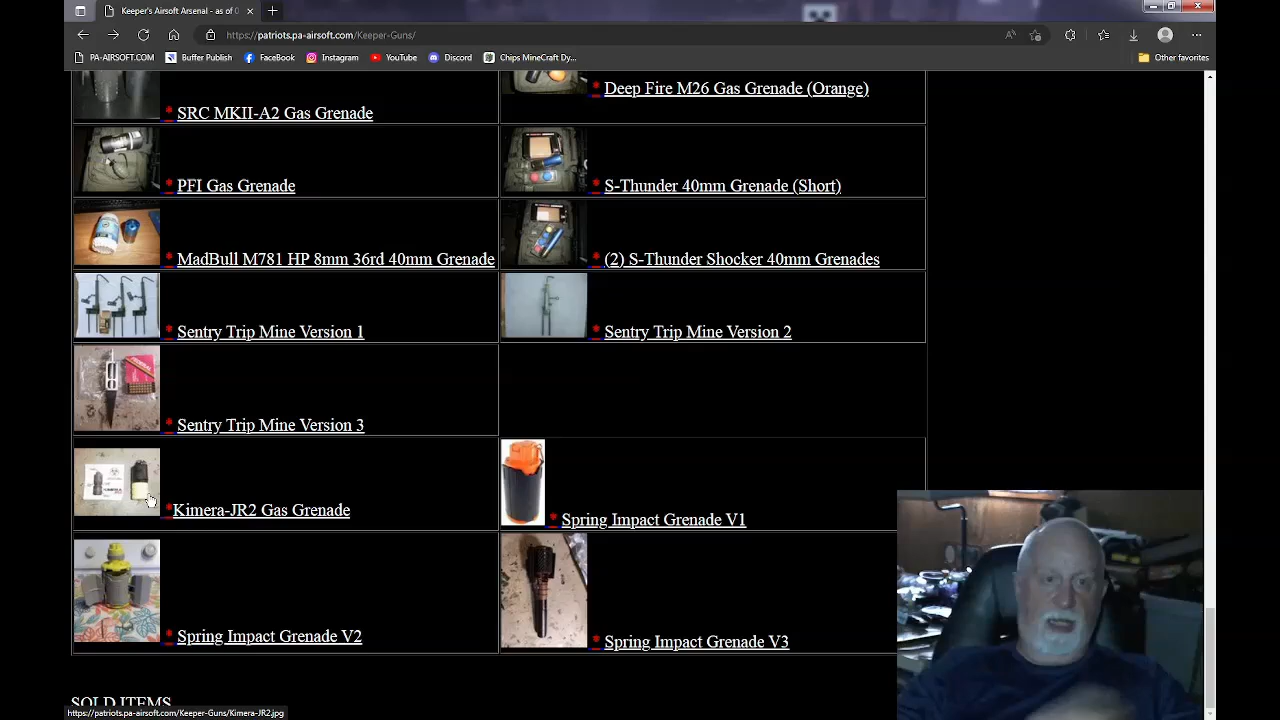 Keeper's Airsoft Arsenal - as of 0
https://patriots.pa-airsoft.com/Keeper-Guns/
PA-AIRSOFT.COM
Buffer Publish
FaceBook
Instagram
YouTube
Discord
Chips MineCraft Dy...
Other favorites
* SRC MKII-A2 Gas Grenade
* Deep Fire M26 Gas Grenade (Orange)
* PFI Gas Grenade
* S-Thunder 40mm Grenade (Short)
* MadBull M781 HP 8mm 36rd 40mm Grenade
* (2) S-Thunder Shocker 40mm Grenades
* Sentry Trip Mine Version 1
* Sentry Trip Mine Version 2
* Sentry Trip Mine Version 3
*Kimera-JR2 Gas Grenade
* Spring Impact Grenade V1
* Spring Impact Grenade V2
* Spring Impact Grenade V3
SOLD ITEMS
https://patriots.pa-airsoft.com/Keeper-Guns/Kimera-JR2.jpg